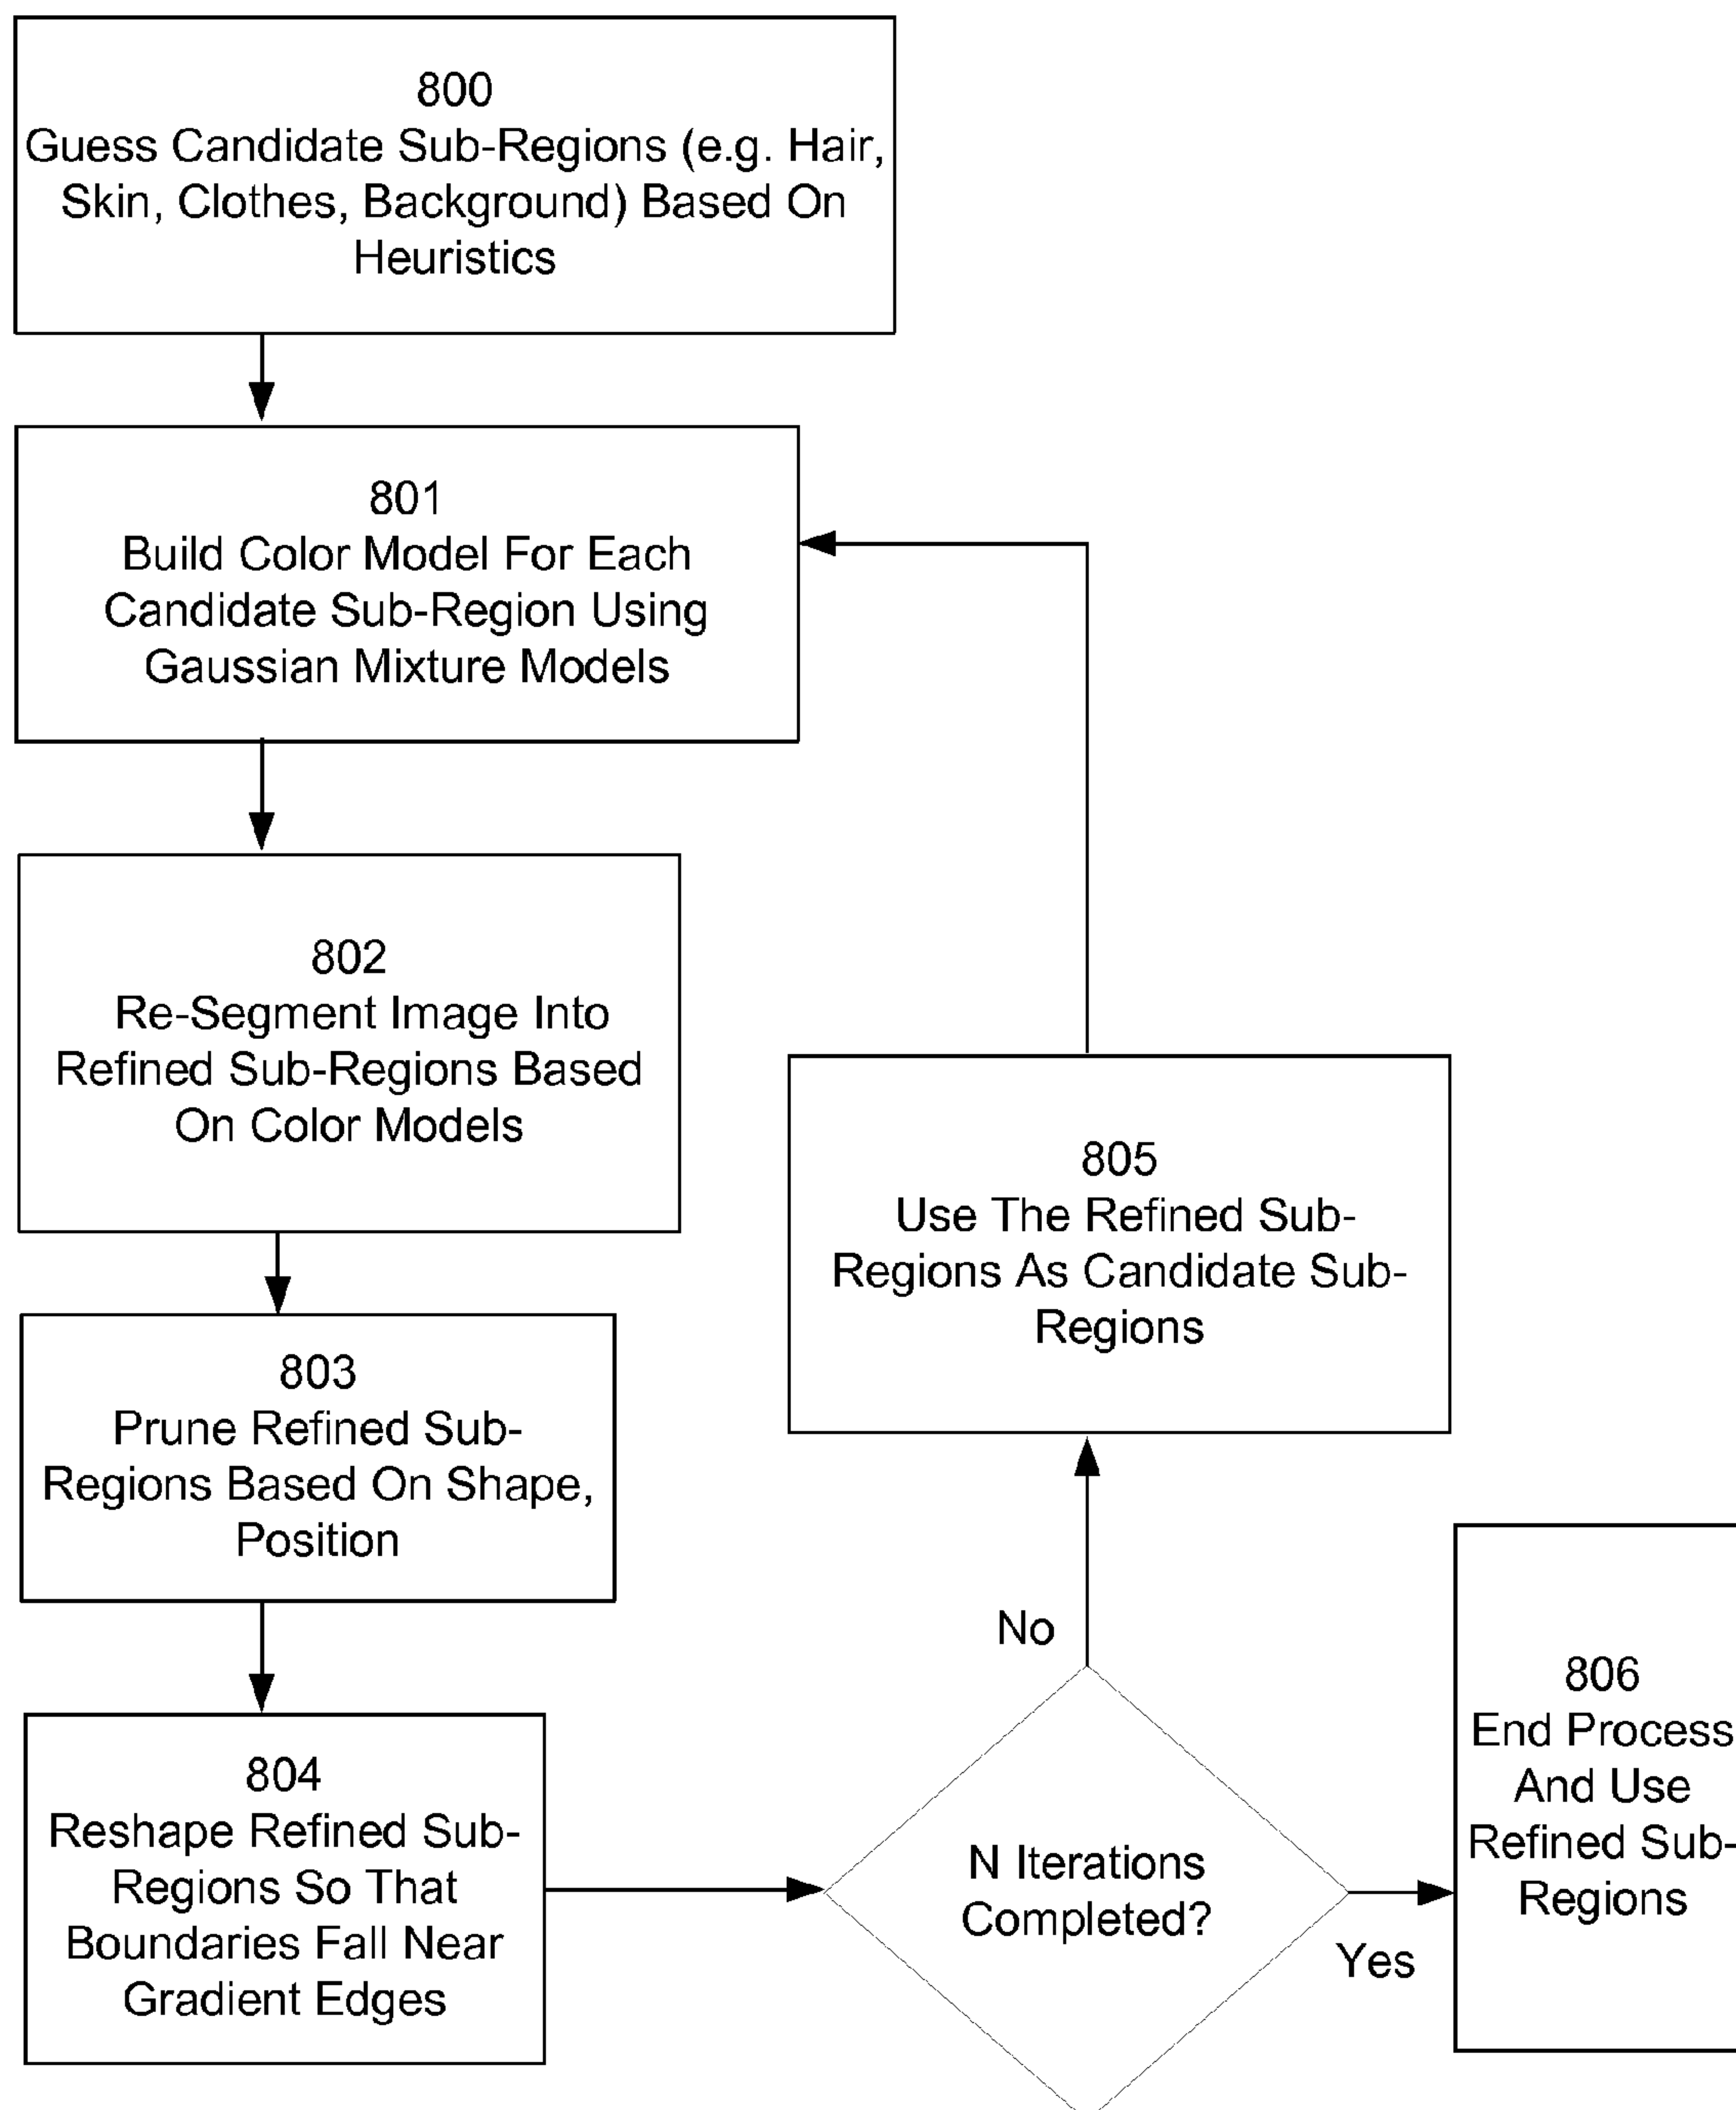 800
Guess Candidate Sub-Regions (e.g. Hair,
Skin, Clothes, Background) Based On
Heuristics
801
Build Color Model For Each
Candidate Sub-Region Using
Gaussian Mixture Models
802
Re-Segment Image Into
Refined Sub-Regions Based
On Color Models
803
Prune Refined Sub-
Regions Based On Shape,
Position
804
Reshape Refined Sub-
Regions So That
Boundaries Fall Near
Gradient Edges
N Iterations
Completed?
No
805
Use The Refined Sub-
Regions As Candidate Sub-
Regions
Yes
806
End Process
And Use
Refined Sub-
Regions